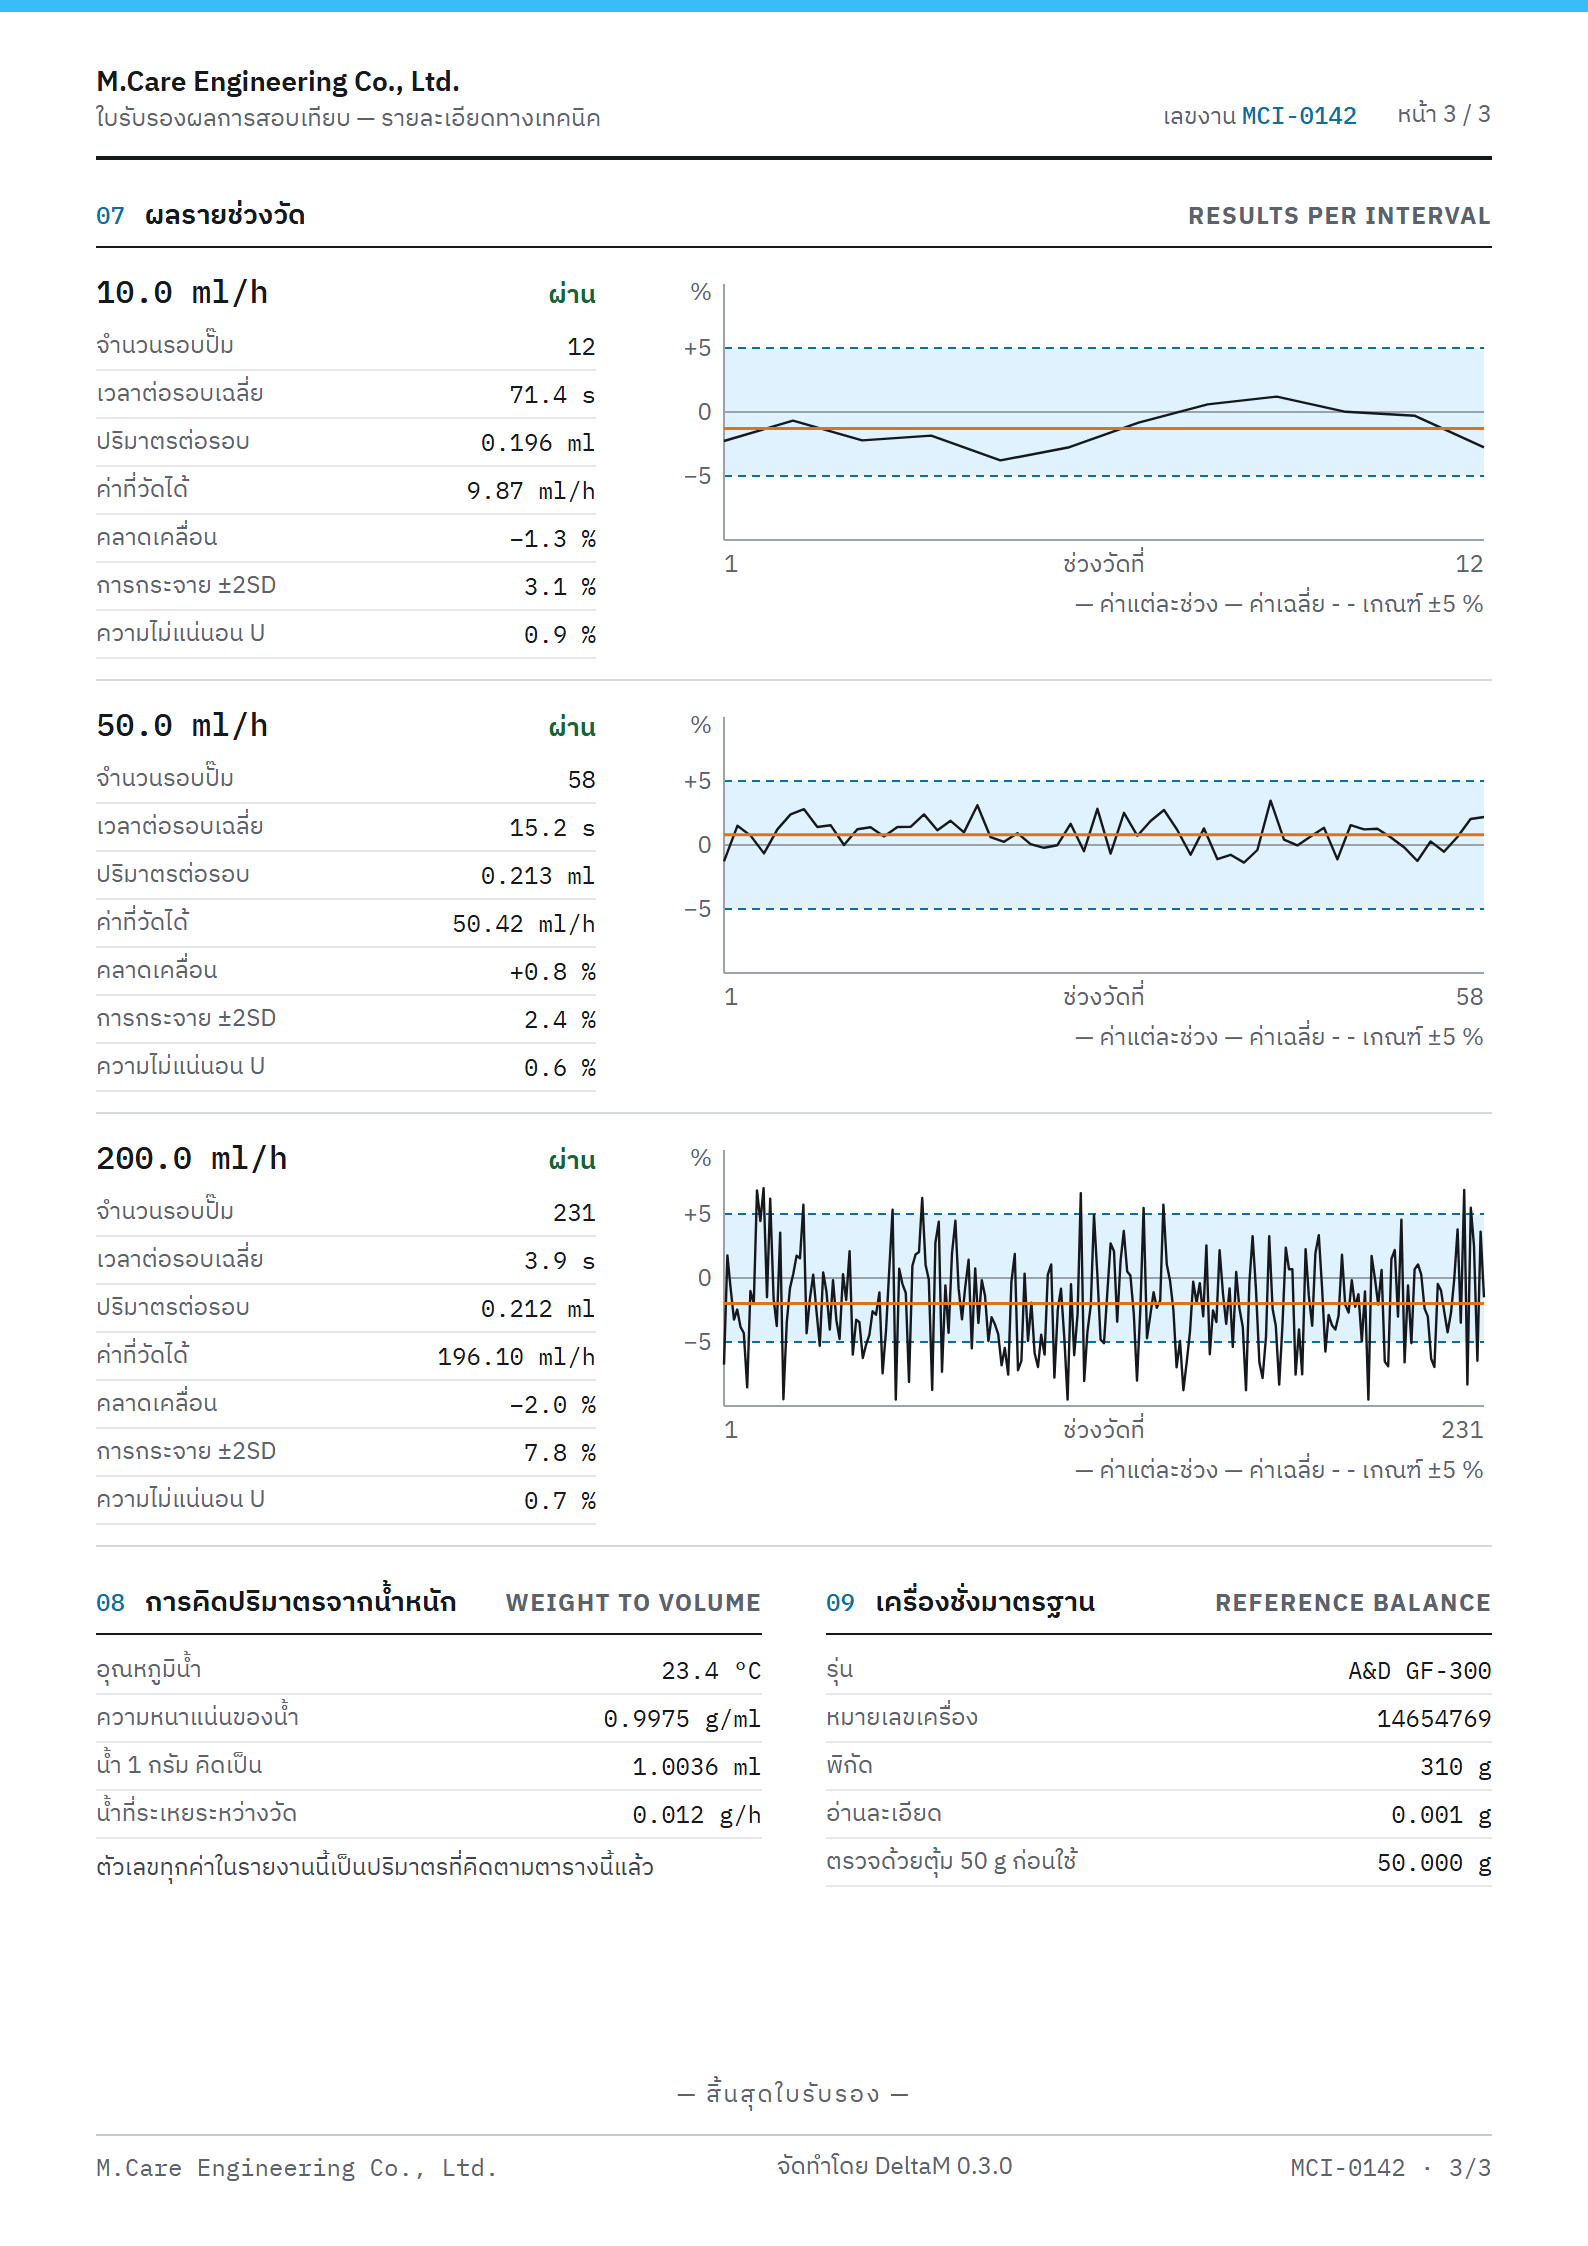 M.Care Engineering Co., Ltd.
ใบรับรองผลการสอบเทียบ — รายละเอียดทางเทคนิค
เลขงาน MCI-0142 หน้า 3 / 3
07 ผลรายช่วงวัด RESULTS PER INTERVAL
10.0 ml/h ผ่าน
จำนวนรอบปั๊ม 12
เวลาต่อรอบเฉลี่ย 71.4 s
ปริมาตรต่อรอบ 0.196 ml
ค่าที่วัดได้ 9.87 ml/h
คลาดเคลื่อน −1.3 %
การกระจาย ±2SD 3.1 %
ความไม่แน่นอน U 0.9 %
%
+5
0
−5
1 ช่วงวัดที่ 12
— ค่าแต่ละช่วง — ค่าเฉลี่ย - - เกณฑ์ ±5 %
50.0 ml/h ผ่าน
จำนวนรอบปั๊ม 58
เวลาต่อรอบเฉลี่ย 15.2 s
ปริมาตรต่อรอบ 0.213 ml
ค่าที่วัดได้ 50.42 ml/h
คลาดเคลื่อน +0.8 %
การกระจาย ±2SD 2.4 %
ความไม่แน่นอน U 0.6 %
%
+5
0
−5
1 ช่วงวัดที่ 58
— ค่าแต่ละช่วง — ค่าเฉลี่ย - - เกณฑ์ ±5 %
200.0 ml/h ผ่าน
จำนวนรอบปั๊ม 231
เวลาต่อรอบเฉลี่ย 3.9 s
ปริมาตรต่อรอบ 0.212 ml
ค่าที่วัดได้ 196.10 ml/h
คลาดเคลื่อน −2.0 %
การกระจาย ±2SD 7.8 %
ความไม่แน่นอน U 0.7 %
%
+5
0
−5
1 ช่วงวัดที่ 231
— ค่าแต่ละช่วง — ค่าเฉลี่ย - - เกณฑ์ ±5 %
08 การคิดปริมาตรจากน้ำหนัก WEIGHT TO VOLUME
อุณหภูมิน้ำ 23.4 °C
ความหนาแน่นของน้ำ 0.9975 g/ml
น้ำ 1 กรัม คิดเป็น 1.0036 ml
น้ำที่ระเหยระหว่างวัด 0.012 g/h
ตัวเลขทุกค่าในรายงานนี้เป็นปริมาตรที่คิดตามตารางนี้แล้ว
09 เครื่องชั่งมาตรฐาน REFERENCE BALANCE
รุ่น A&D GF-300
หมายเลขเครื่อง 14654769
พิกัด 310 g
อ่านละเอียด 0.001 g
ตรวจด้วยตุ้ม 50 g ก่อนใช้ 50.000 g
— สิ้นสุดใบรับรอง —
M.Care Engineering Co., Ltd. จัดทำโดย DeltaM 0.3.0 MCI-0142 · 3/3